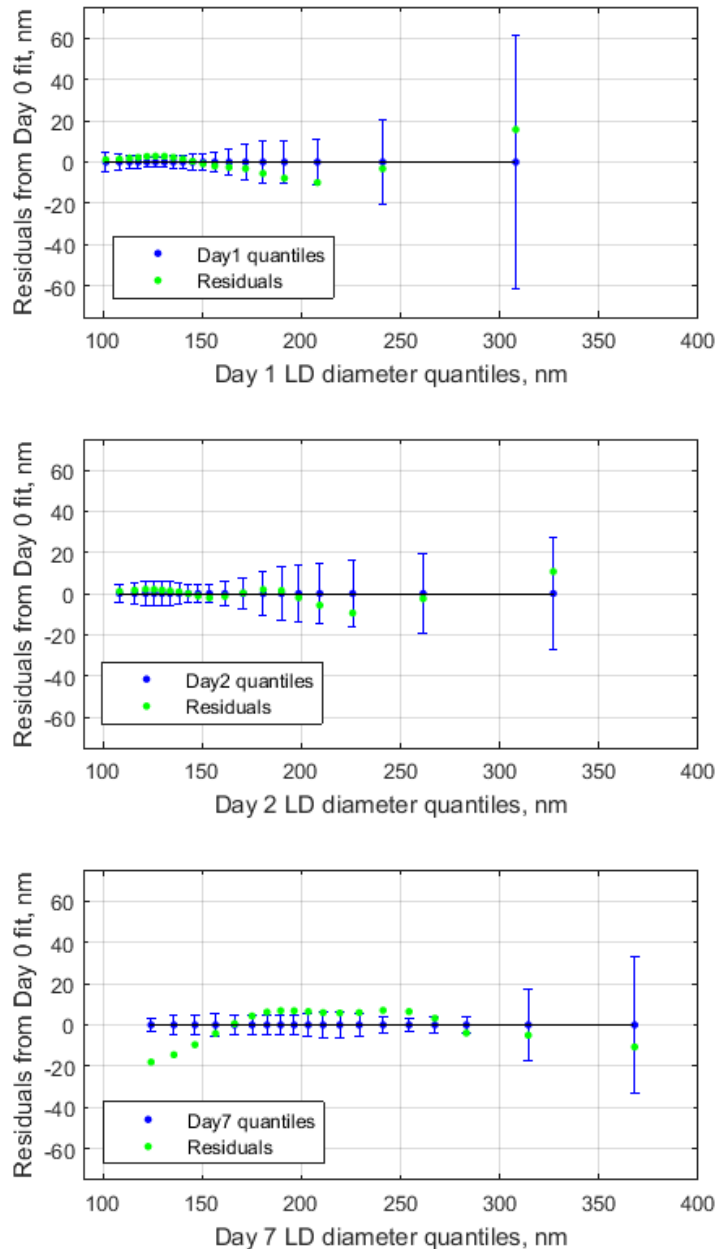 60
40
20
0
-20
-40
-60
Residuals from Day 0 fit, nm
Day1 quantiles
Residuals
100 150 200 250 300 350 400
Day 1 LD diameter quantiles, nm
60
40
20
0
-20
-40
-60
Residuals from Day 0 fit, nm
Day2 quantiles
Residuals
100 150 200 250 300 350 400
Day 2 LD diameter quantiles, nm
60
40
20
0
-20
-40
-60
Residuals from Day 0 fit, nm
Day7 quantiles
Residuals
100 150 200 250 300 350 400
Day 7 LD diameter quantiles, nm